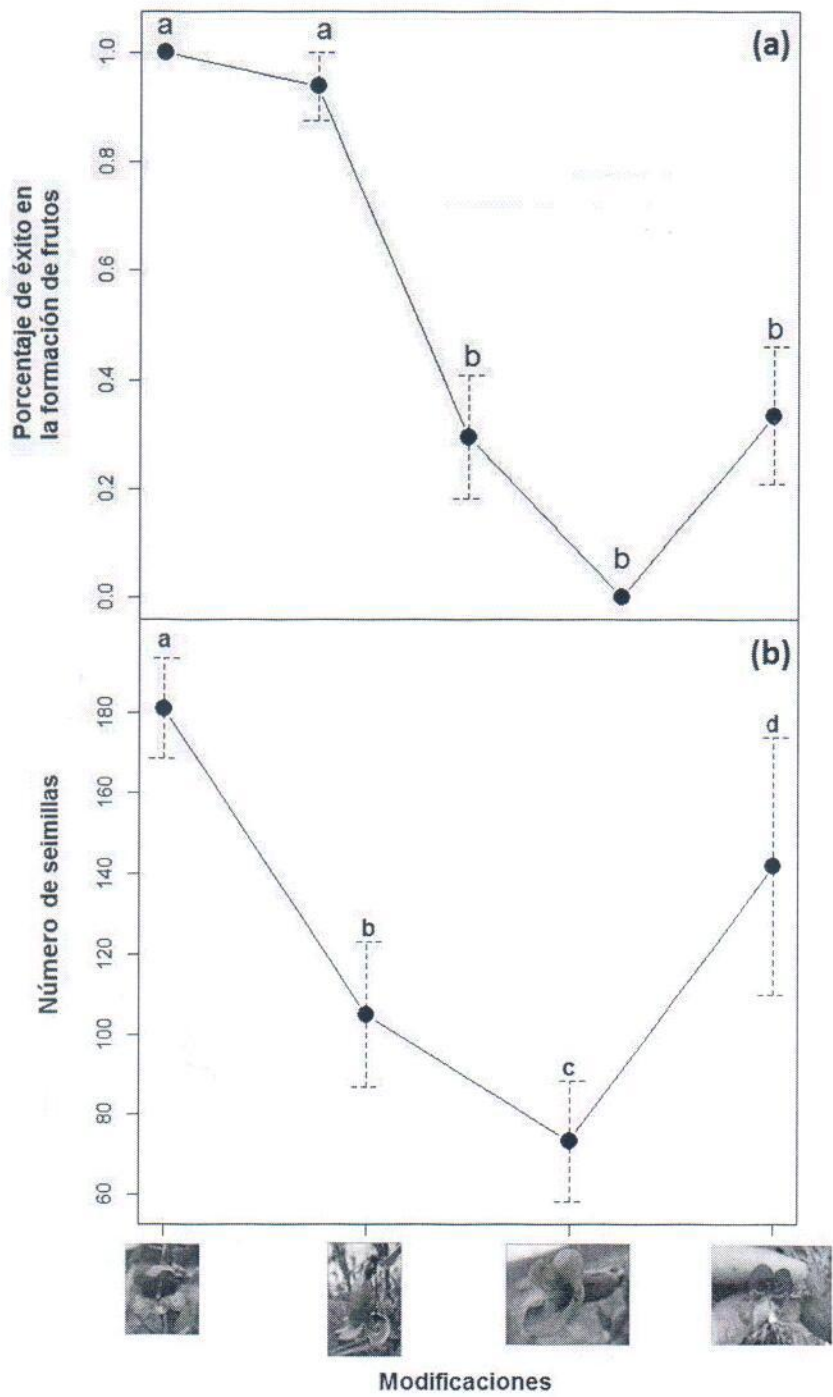 (a)
a
a
b
b
b
1.0
0.8
0.6
0.4
0.2
0.0
Porcentaje de éxito en
la formación de frutos
(b)
a
b
c
d
180
160
140
120
100
80
60
Número de seimillas
Modificaciones